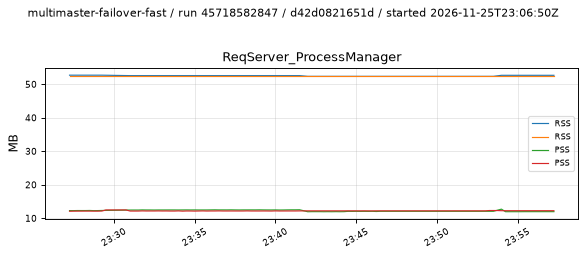 multimaster-failover-fast / run 45718582847 / d42d0821651d / started 2026-11-25T23:06:50Z
ReqServer_ProcessManager
50
40
30
20
10
MB
RSS
RSS
PSS
PSS
23:30
23:35
23:40
23:45
23:50
23:55